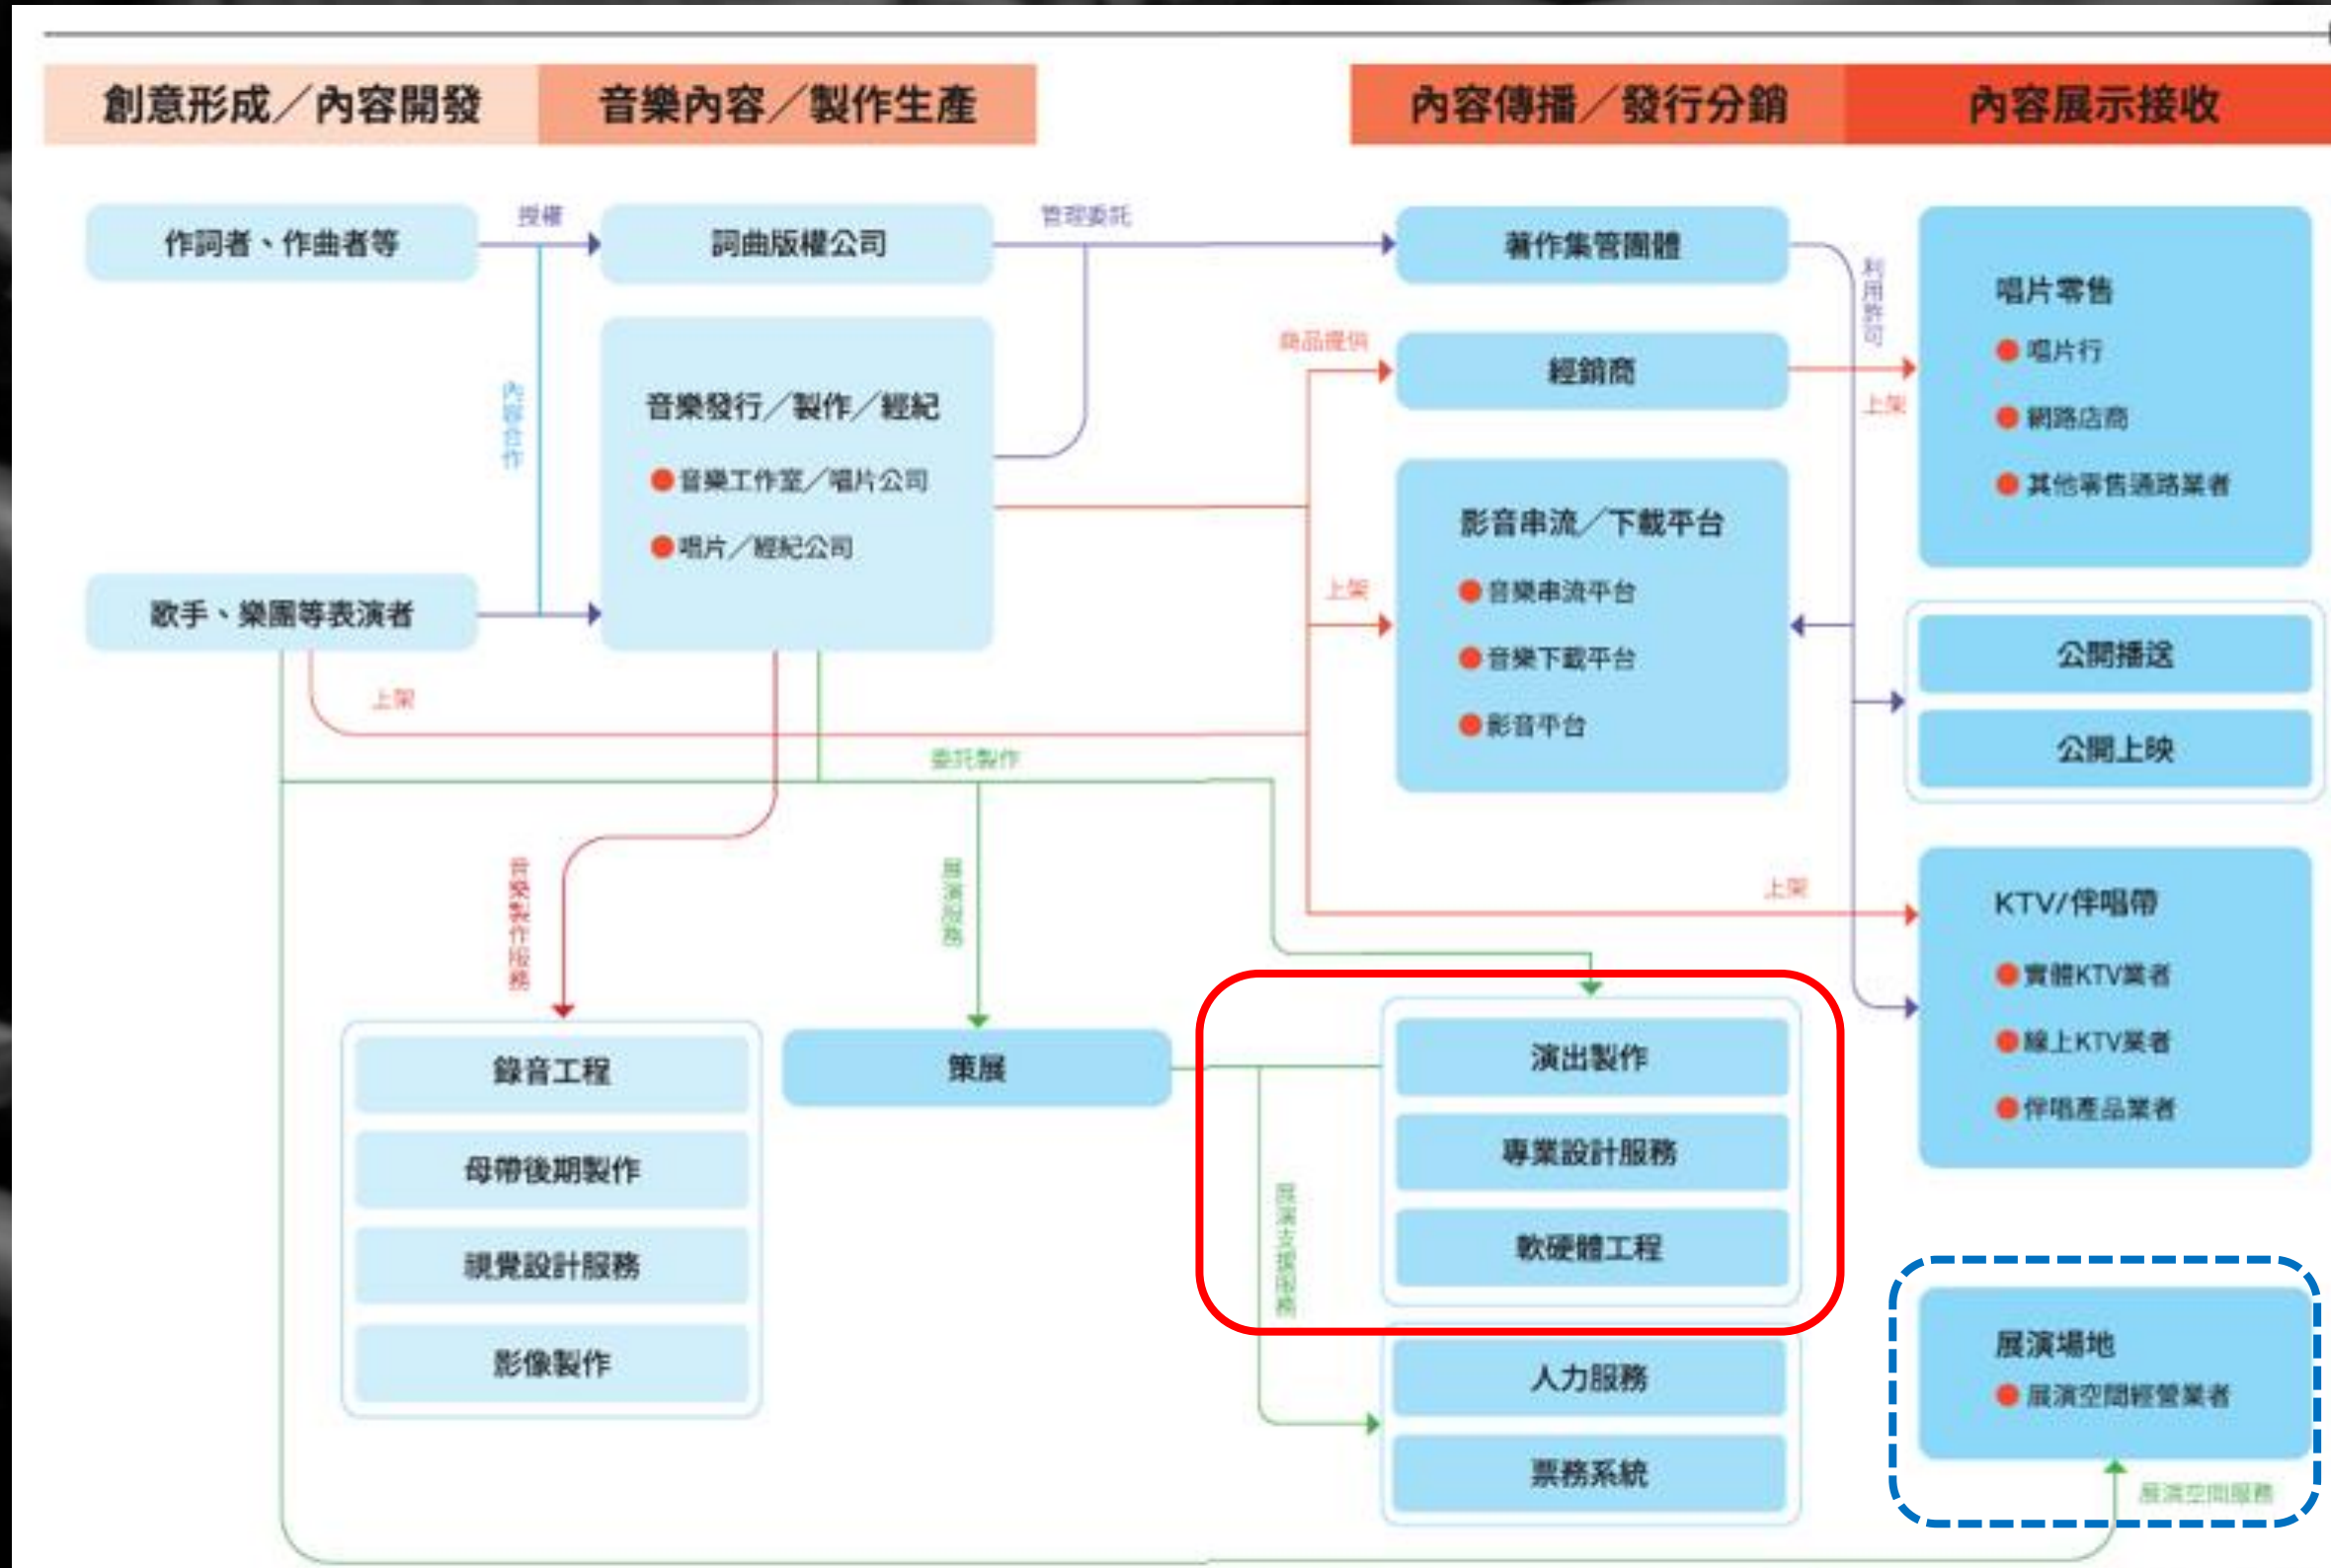 創意形成／內容開發
音樂內容／製作生產
內容傳播／發行分銷
內容展示接收
作詞者、作曲者等
授權
詞曲版權公司
管理委託
著作集管團體
利用許可
唱片零售
唱片行
網路店商
其他零售通路業者
商品提供
經銷商
上架
內容合作
音樂發行／製作／經紀
音樂工作室／唱片公司
唱片／經紀公司
影音串流／下載平台
音樂串流平台
音樂下載平台
影音平台
上架
歌手、樂團等表演者
上架
公開播送
公開上映
委託製作
音樂製作服務
展演服務
上架
KTV/伴唱帶
實體KTV業者
線上KTV業者
伴唱產品業者
錄音工程
母帶後期製作
視覺設計服務
影像製作
策展
展演支援服務
演出製作
專業設計服務
軟硬體工程
人力服務
票務系統
展演場地
展演空間經營業者
展演空間服務